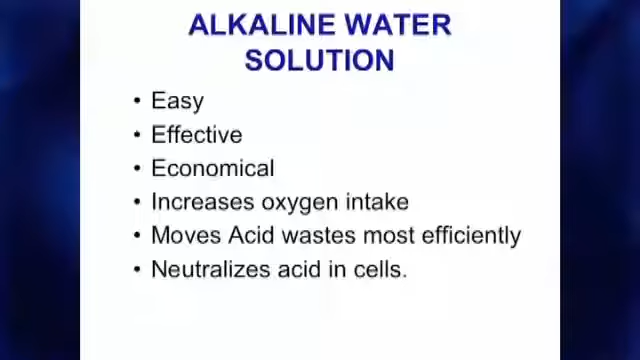 ALKALINE WATER
SOLUTION
• Easy
• Effective
• Economical
• Increases oxygen intake
• Moves Acid wastes most efficiently
• Neutralizes acid in cells.